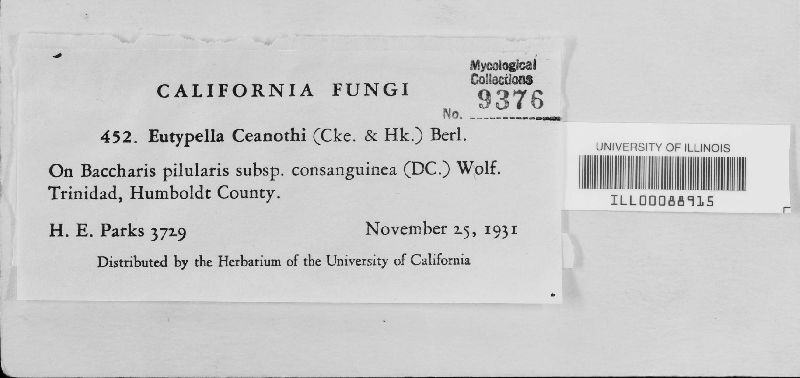 CALIFORNIA FUNGI
Mycological
Collections
No. 9376
452. Eutypella Ceanothi (Cke. & Hk.) Berl.
On Baccharis pilularis subsp. consanguinea (DC.) Wolf.
Trinidad, Humboldt County.
H. E. Parks 3729 November 25, 1931
Distributed by the Herbarium of the University of California
UNIVERSITY OF ILLINOIS
ILL00088915